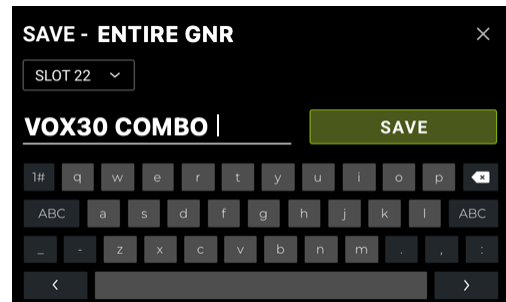 SAVE - ENTIRE GNR ×
SLOT 22
VOX30 COMBO
SAVE
1# q w e r t y u i o p
ABC a s d f g h j k l ABC
_ - z x c v b n m . , :
‹ ›